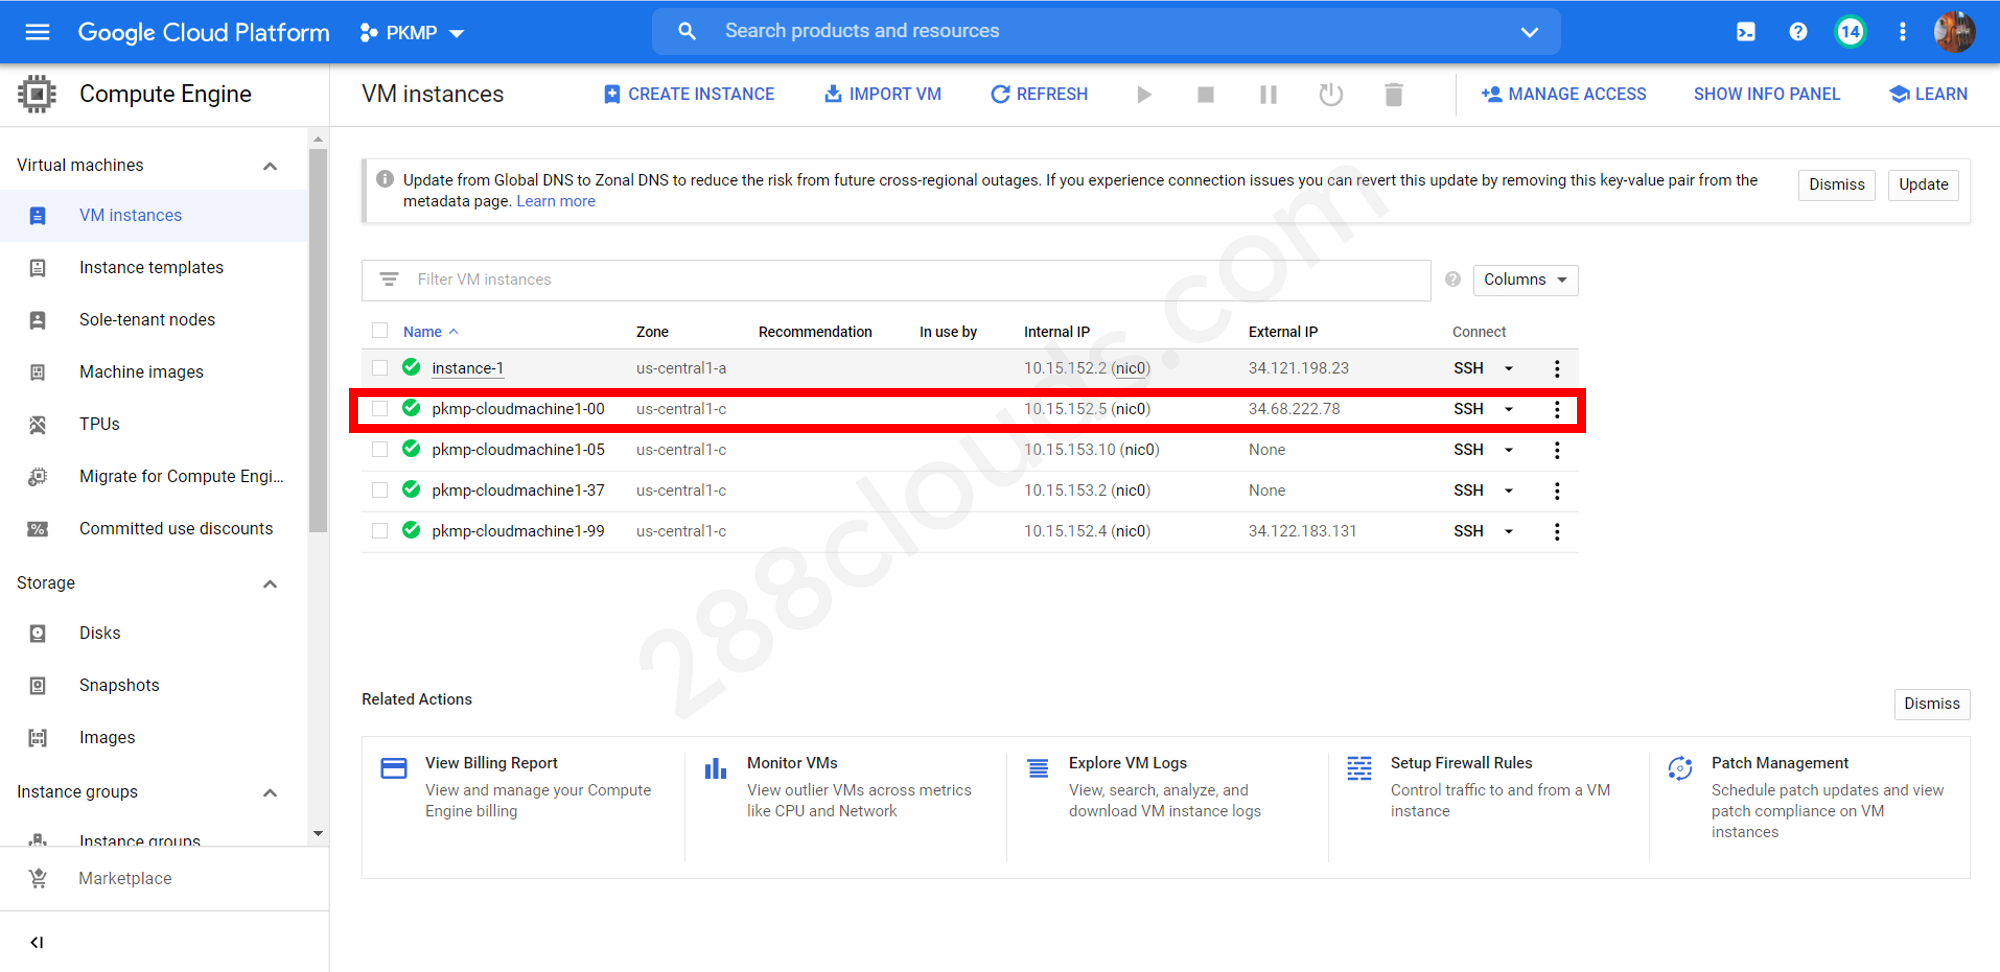 Google Cloud Platform PKMP Search products and resources 14
Compute Engine VM instances CREATE INSTANCE IMPORT VM REFRESH MANAGE ACCESS SHOW INFO PANEL LEARN
Virtual machines
VM instances
Instance templates
Sole-tenant nodes
Machine images
TPUs
Migrate for Compute Engi...
Committed use discounts
Storage
Disks
Snapshots
Images
Instance groups
Instance groups
Marketplace
Update from Global DNS to Zonal DNS to reduce the risk from future cross-regional outages. If you experience connection issues you can revert this update by removing this key-value pair from the
metadata page. Learn more
Dismiss Update
Filter VM instances Columns
Name Zone Recommendation In use by Internal IP External IP Connect
instance-1 us-central1-a 10.15.152.2 (nic0) 34.121.198.23 SSH
pkmp-cloudmachine1-00 us-central1-c 10.15.152.5 (nic0) 34.68.222.78 SSH
pkmp-cloudmachine1-05 us-central1-c 10.15.153.10 (nic0) None SSH
pkmp-cloudmachine1-37 us-central1-c 10.15.153.2 (nic0) None SSH
pkmp-cloudmachine1-99 us-central1-c 10.15.152.4 (nic0) 34.122.183.131 SSH
288clouds.com
Related Actions Dismiss
View Billing Report
View and manage your Compute
Engine billing
Monitor VMs
View outlier VMs across metrics
like CPU and Network
Explore VM Logs
View, search, analyze, and
download VM instance logs
Setup Firewall Rules
Control traffic to and from a VM
instance
Patch Management
Schedule patch updates and view
patch compliance on VM
instances